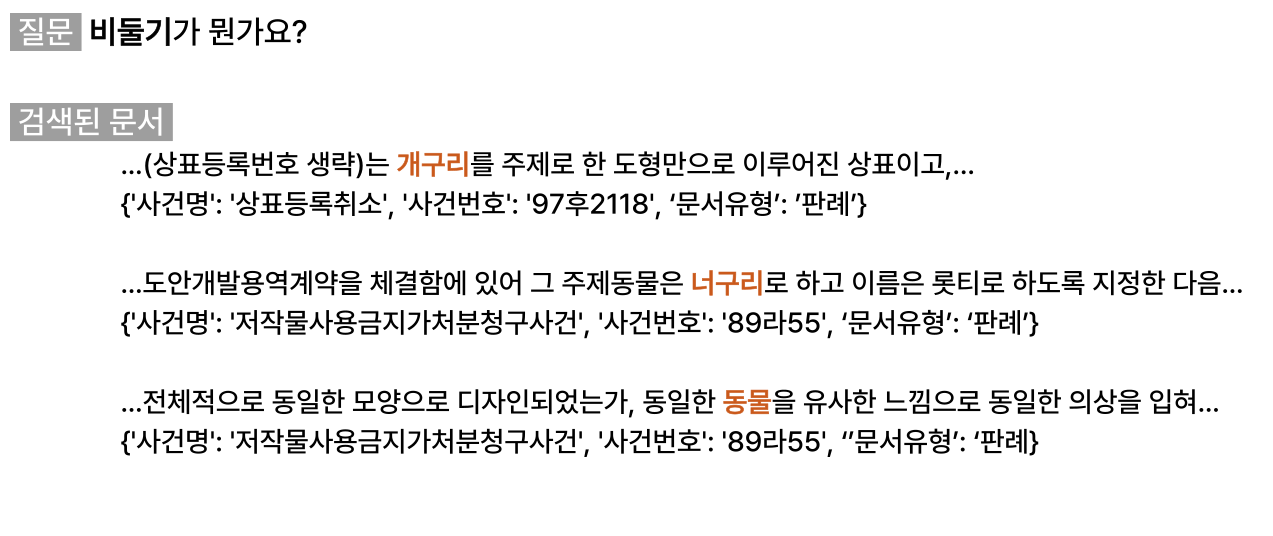 질문 비둘기가 뭔가요?
검색된 문서
...(상표등록번호 생략)는 개구리를 주제로 한 도형만으로 이루어진 상표이고,...
{'사건명': '상표등록취소', '사건번호': '97후2118', ‘문서유형’: ’판례’}
...도안개발용역계약을 체결함에 있어 그 주제동물은 너구리로 하고 이름은 롯티로 하도록 지정한 다음...
{'사건명': '저작물사용금지가처분청구사건', '사건번호': '89라55', ‘문서유형’: ‘판례’}
...전체적으로 동일한 모양으로 디자인되었는가, 동일한 동물을 유사한 느낌으로 동일한 의상을 입혀...
{'사건명': '저작물사용금지가처분청구사건', '사건번호': '89라55', ‘’문서유형’: ‘판례}